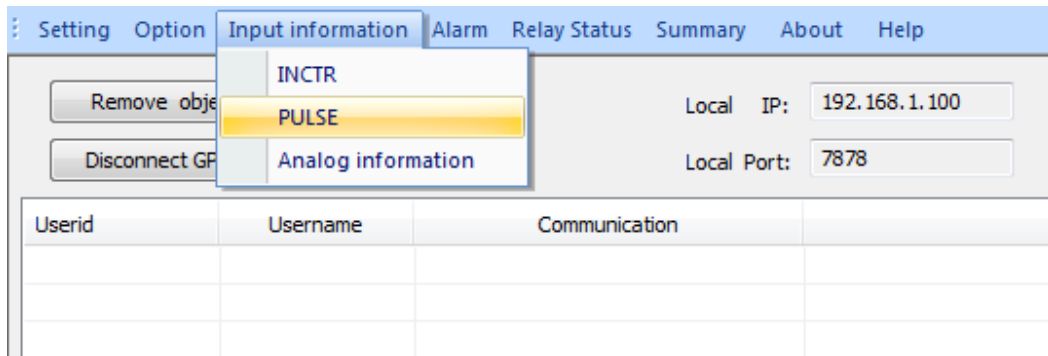 Setting Option Input information Alarm Relay Status Summary About Help
INCTR
Remove obje
PULSE
Local IP: 192.168.1.100
Disconnect GP
Analog information
Local Port: 7878
Userid Username Communication